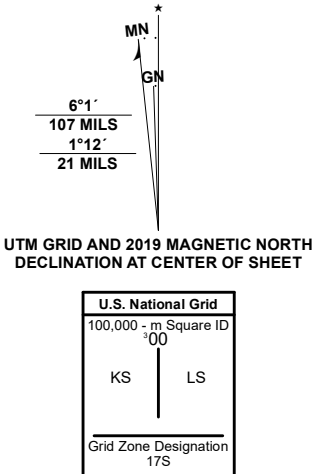 ★
MN
GN
6°1´
107 MILS
1°12´
21 MILS
UTM GRID AND 2019 MAGNETIC NORTH
DECLINATION AT CENTER OF SHEET
U.S. National Grid
100,000 - m Square ID
³00
KS LS
Grid Zone Designation
17S